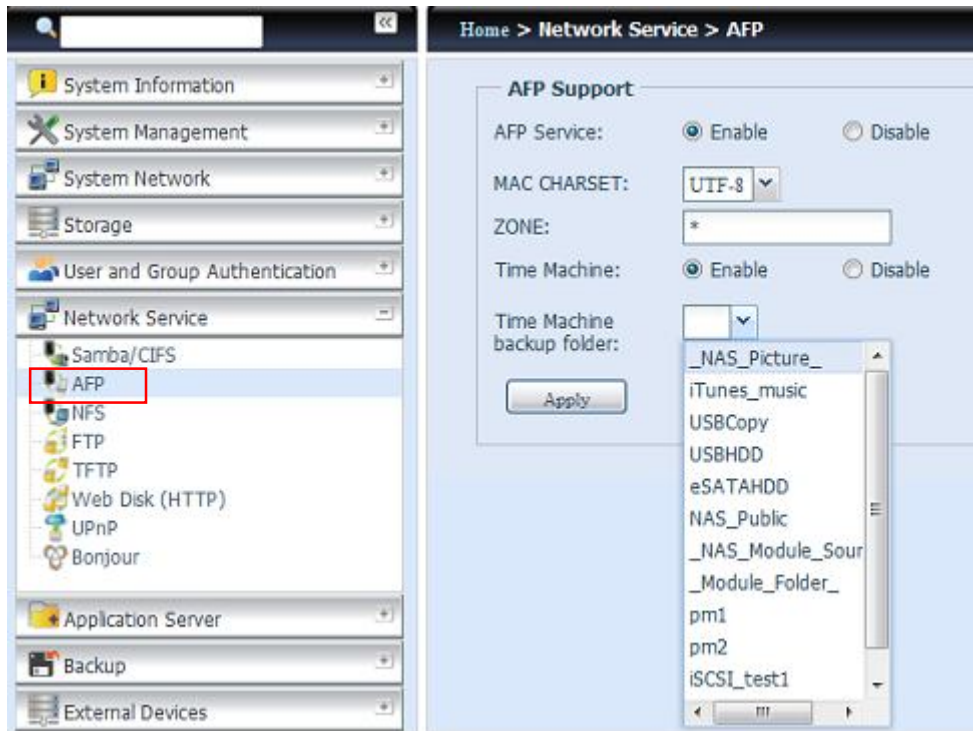 Home > Network Service > AFP
System Information
System Management
System Network
Storage
User and Group Authentication
Network Service
Samba/CIFS
AFP
NFS
FTP
TFTP
Web Disk (HTTP)
UPnP
Bonjour
Application Server
Backup
External Devices
AFP Support
AFP Service: Enable Disable
MAC CHARSET: UTF-8
ZONE: *
Time Machine: Enable Disable
Time Machine
backup folder:
_NAS_Picture_
iTunes_music
USBCopy
USBHDD
eSATAHDD
NAS_Public
_NAS_Module_Sour
_Module_Folder_
pm1
pm2
iSCSI_test1
Apply